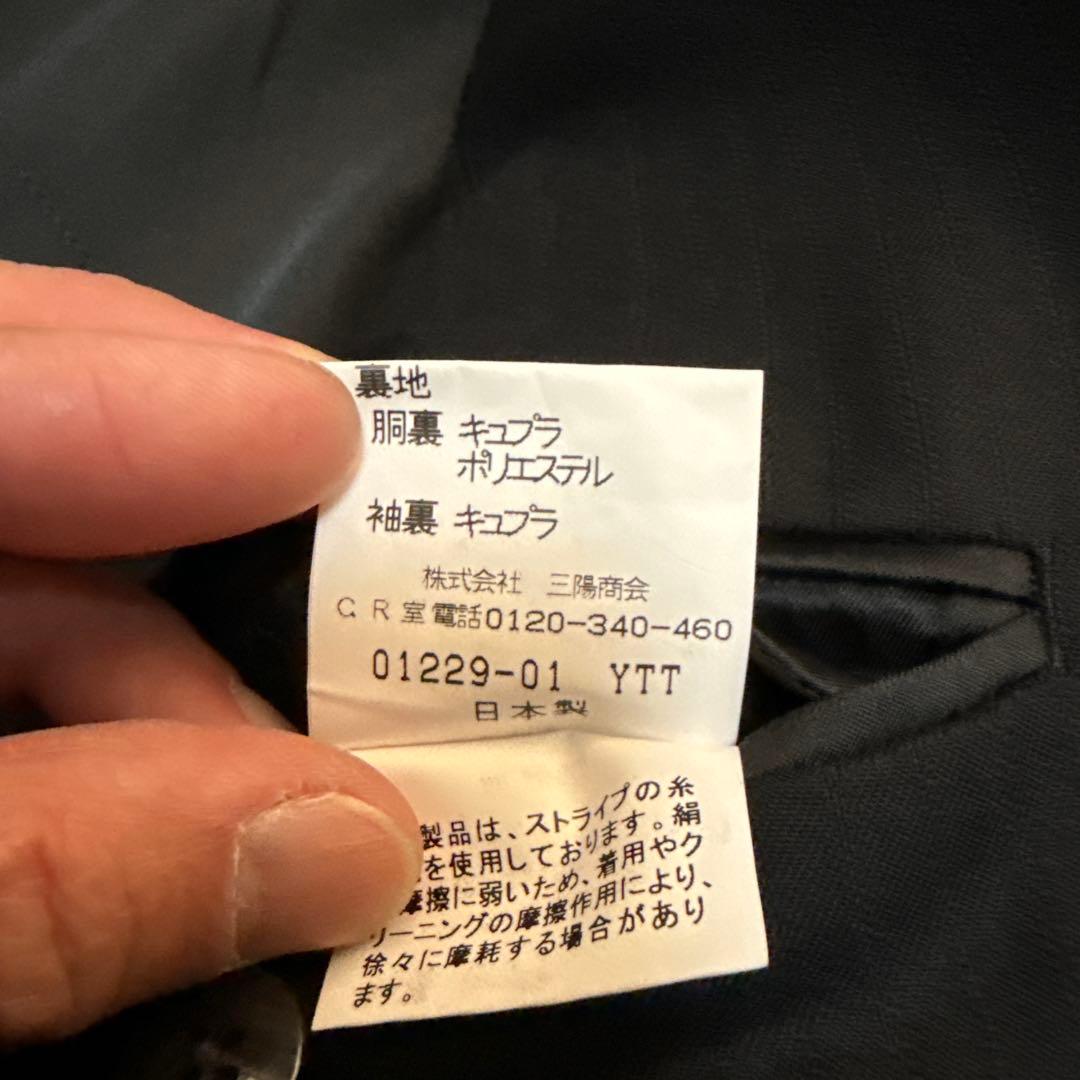 裏地
胴裏 キュプラ
ポリエステル
袖裏 キュプラ
株式会社 三陽商会
CR室電話0120-340-460
01229-01 YTT
日本製
製品は、ストライプの糸
を使用しております。絹
摩擦に弱いため、着用やク
リーニングの摩擦作用により、
徐々に摩耗する場合があり
ます。